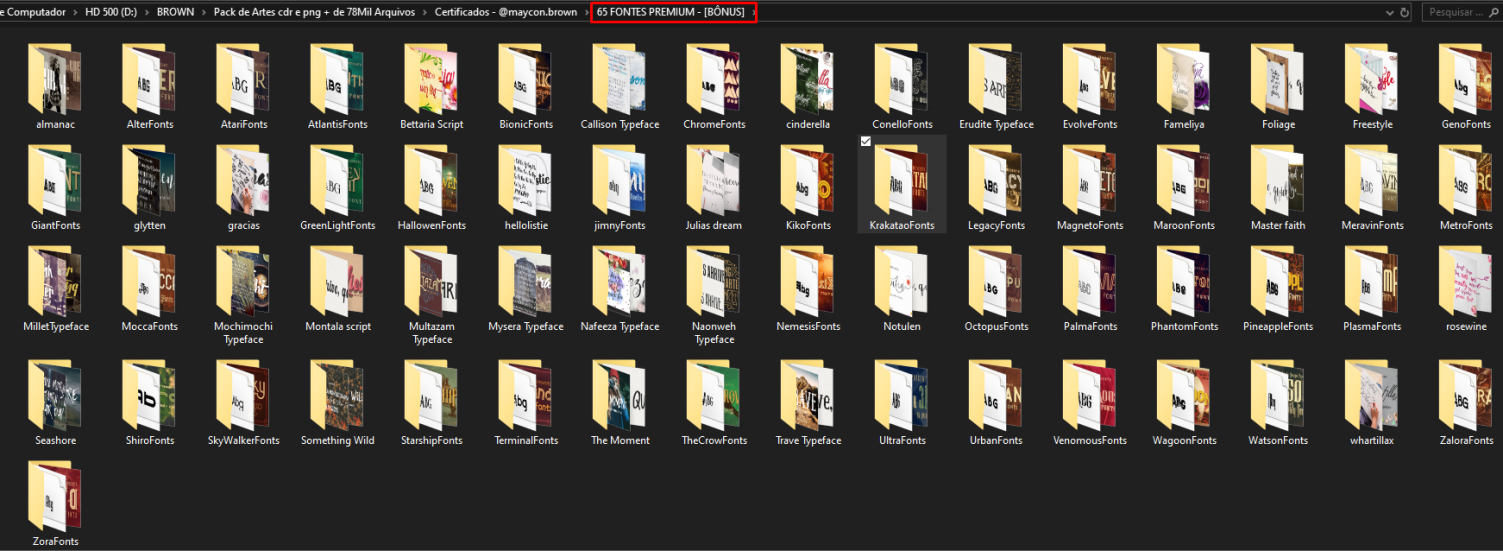 e Computador > HD 500 (D:) > BROWN > Pack de Artes cdr e png + de 78Mil Arquivos > Certificados - @maycon.brown > 65 FONTES PREMIUM - [BÔNUS] >
Pesquisar ...
almanac
AlterFonts
AtariFonts
AtlantisFonts
Bettaria Script
BionicFonts
Callison Typeface
ChromeFonts
cinderella
ConelloFonts
Erudite Typeface
EvolveFonts
Fameliya
Foliage
Freestyle
GenoFonts
GiantFonts
glytten
gracias
GreenLightFonts
HallowenFonts
hellolistie
jimnyFonts
Julias dream
KikoFonts
KrakataoFonts
LegacyFonts
MagnetoFonts
MaroonFonts
Master faith
MeravinFonts
MetroFonts
MilletTypeface
MoccaFonts
Mochimochi
Typeface
Montala script
Multazam
Typeface
Mysera Typeface
Nafeeza Typeface
Naonweh
Typeface
NemesisFonts
Notulen
OctopusFonts
PalmaFonts
PhantomFonts
PineappleFonts
PlasmaFonts
rosewine
Seashore
ShiroFonts
SkyWalkerFonts
Something Wild
StarshipFonts
TerminalFonts
The Moment
TheCrowFonts
Trave Typeface
UltraFonts
UrbanFonts
VenomousFonts
WagoonFonts
WatsonFonts
whartillax
ZaloraFonts
ZoraFonts